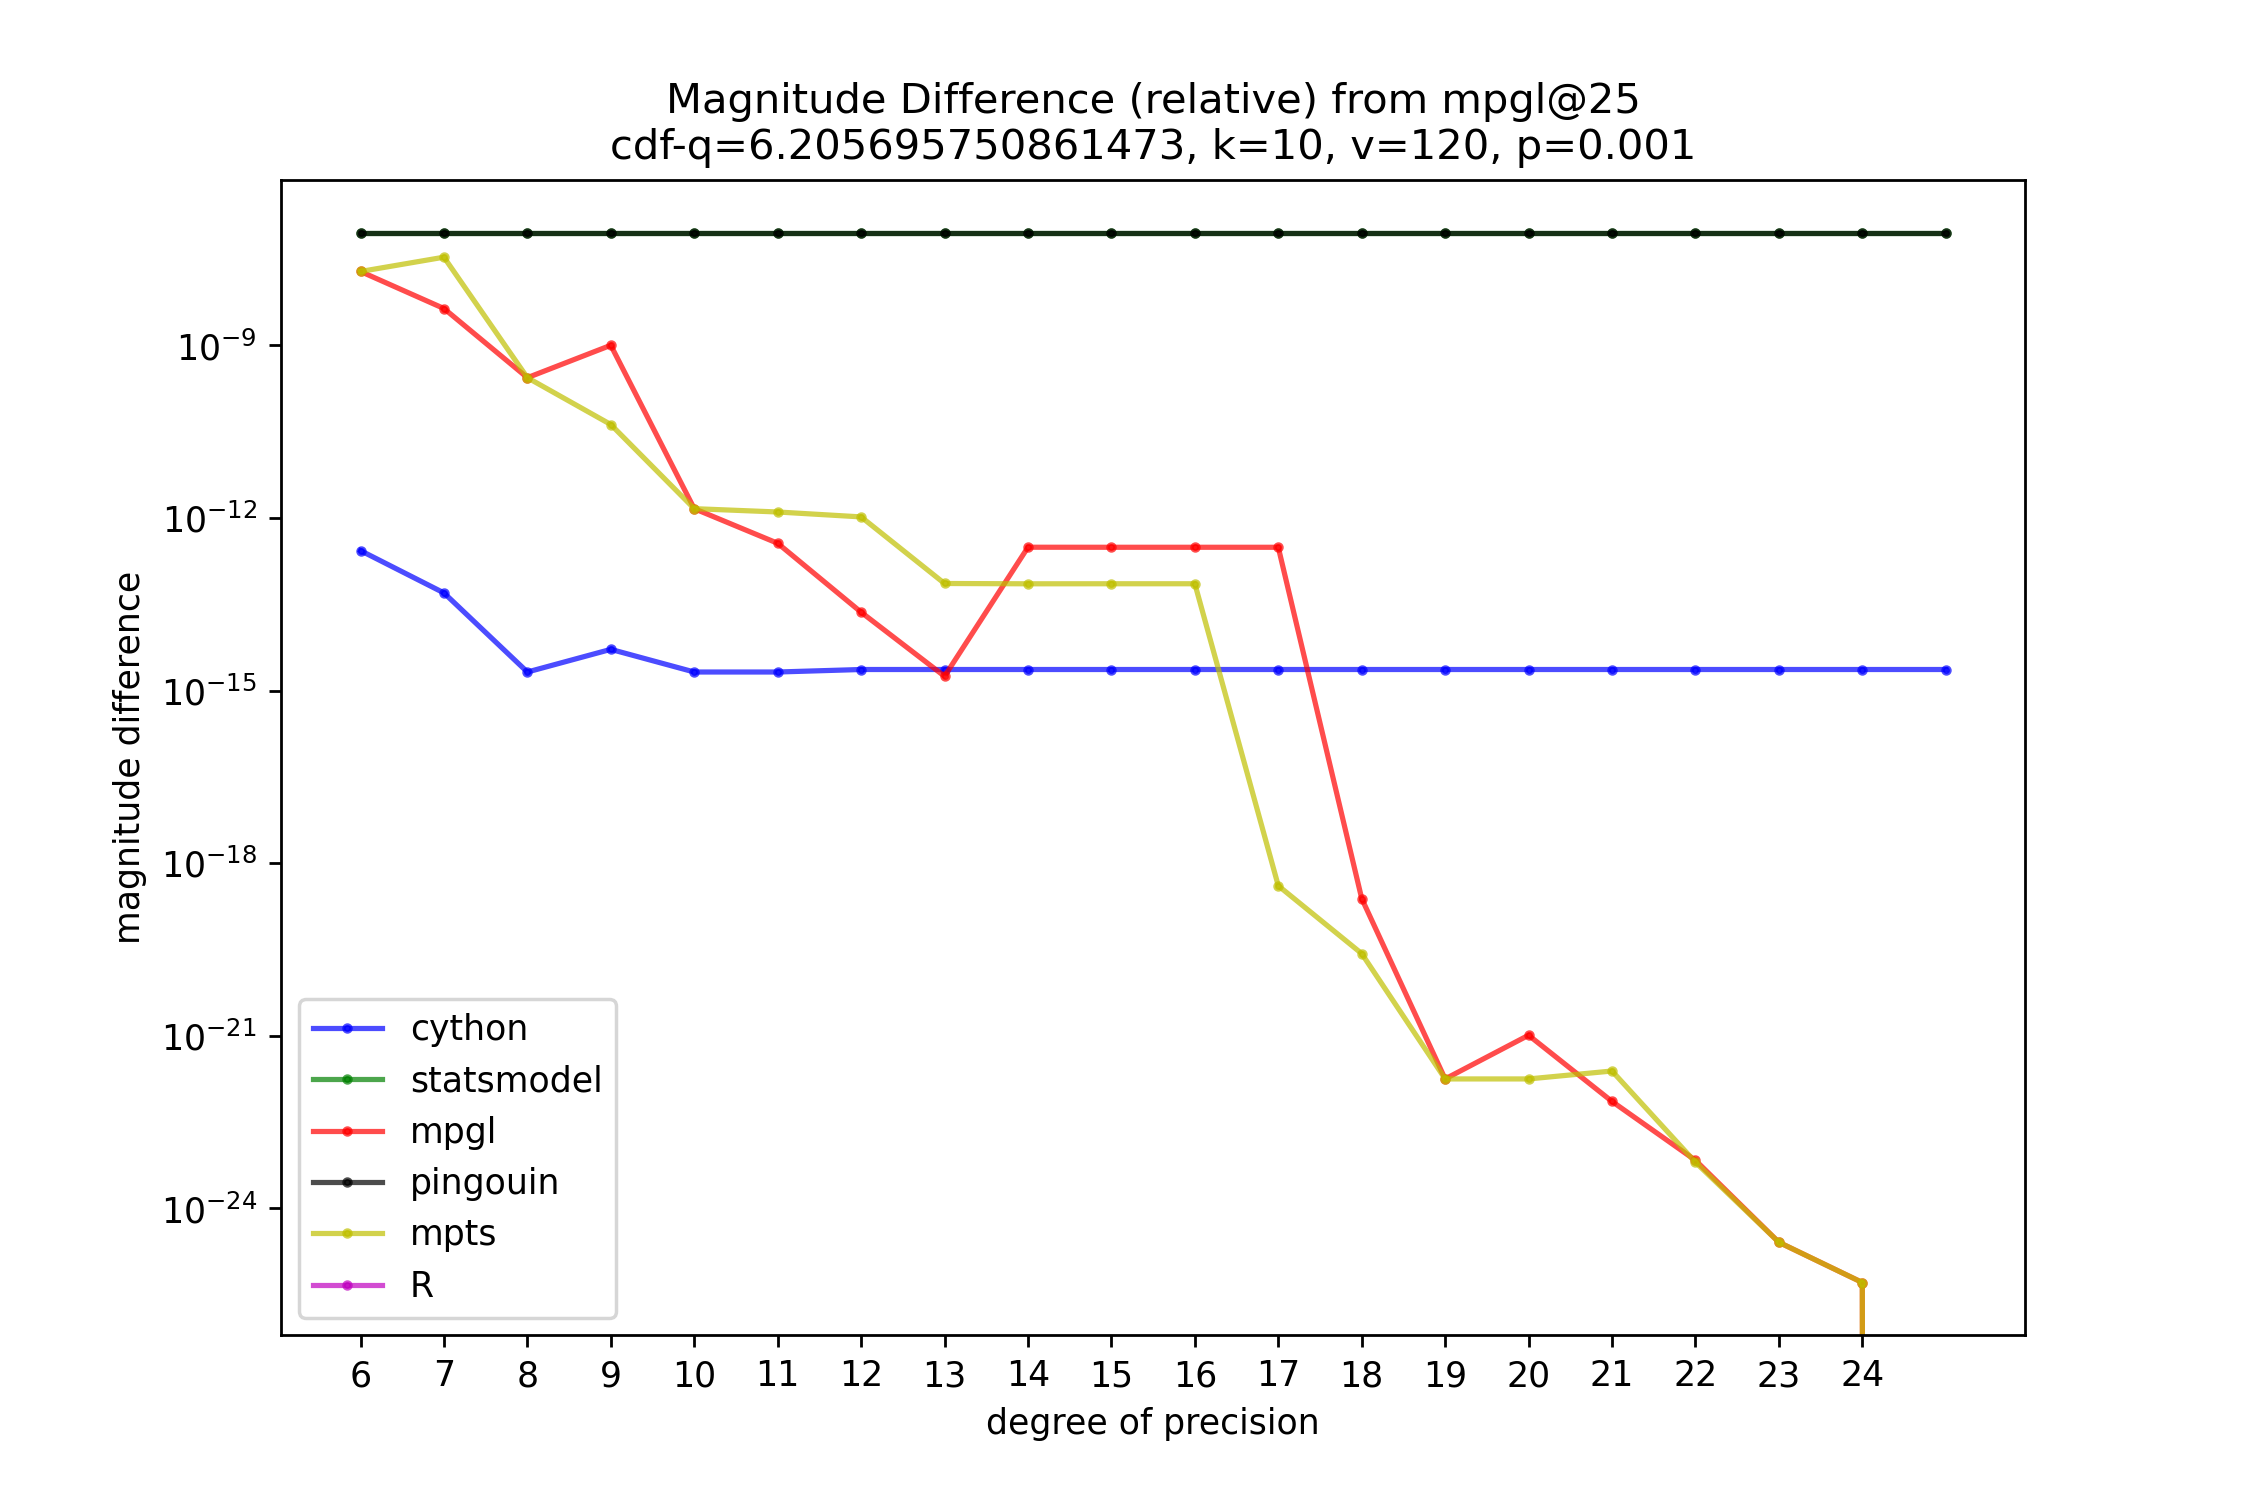 Magnitude Difference (relative) from mpgl@25
cdf-q=6.205695750861473, k=10, v=120, p=0.001
magnitude difference
10⁻⁹
10⁻¹²
10⁻¹⁵
10⁻¹⁸
10⁻²¹
10⁻²⁴
cython
statsmodel
mpgl
pingouin
mpts
R
6 7 8 9 10 11 12 13 14 15 16 17 18 19 20 21 22 23 24
degree of precision